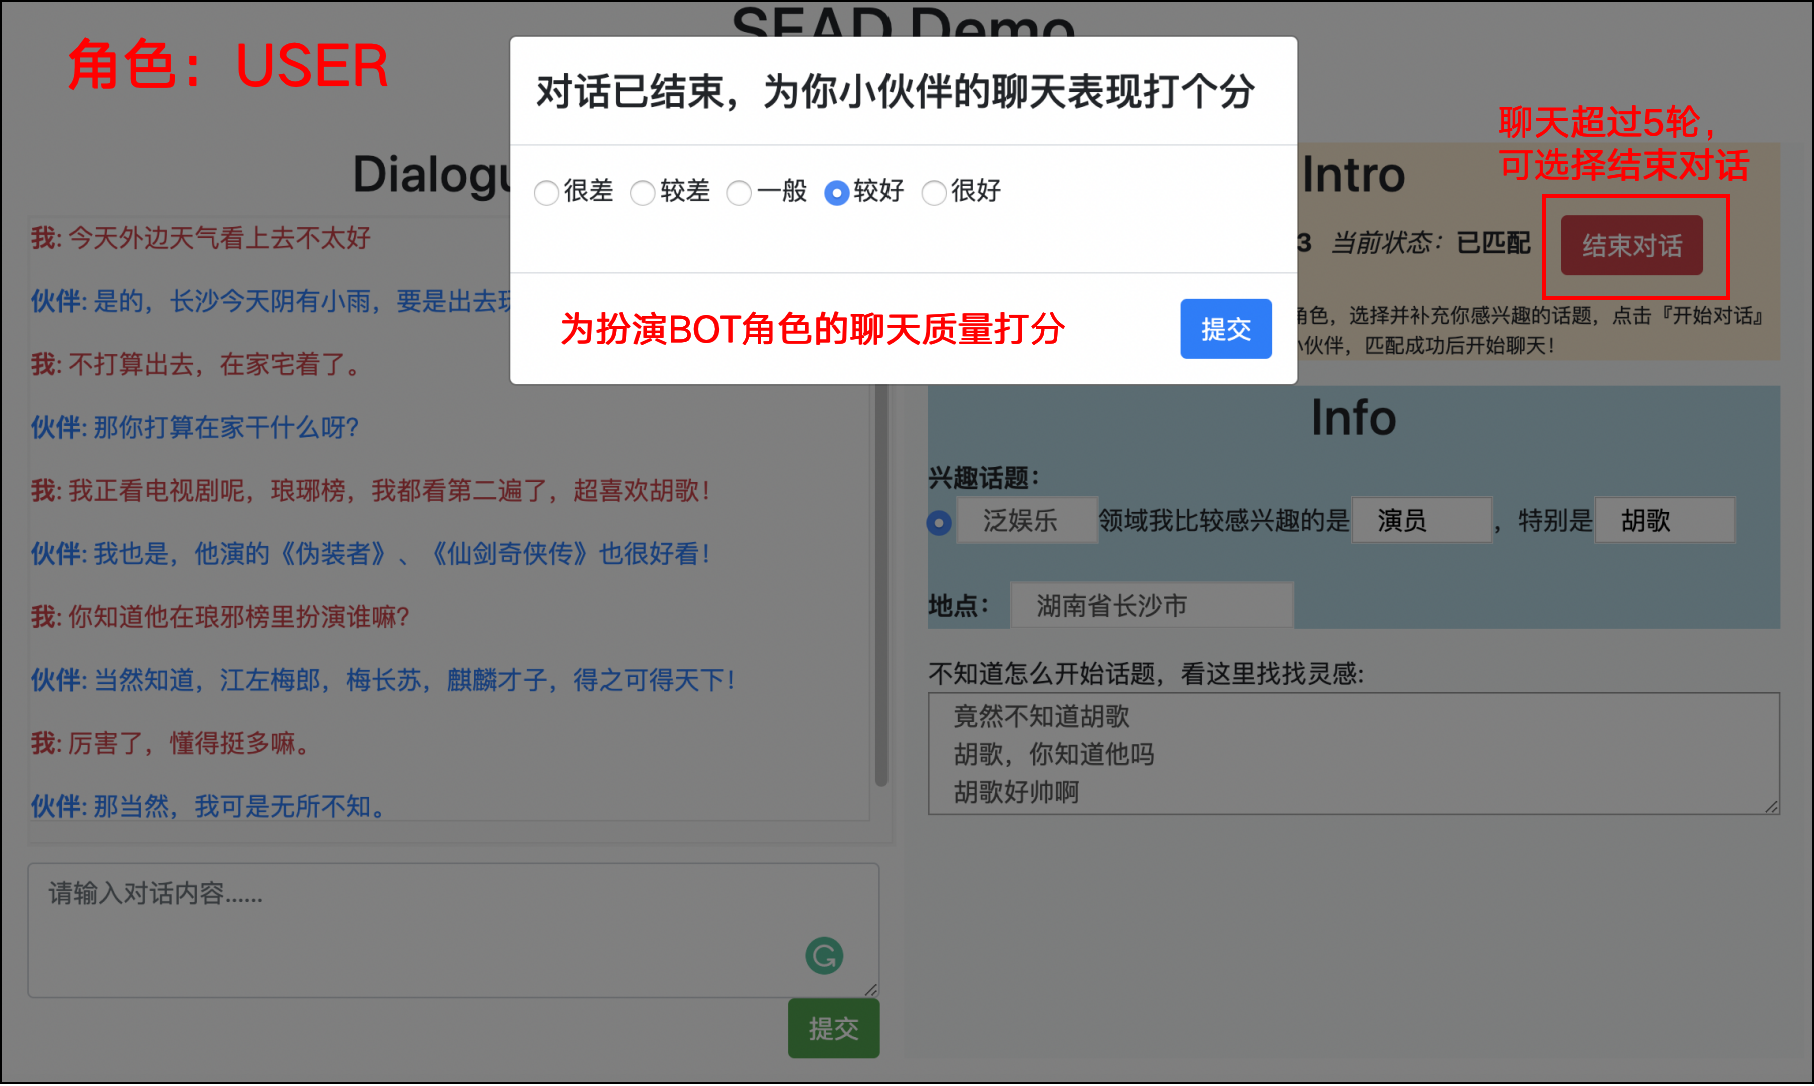 SEAD Demo
角色：USER
对话已结束，为你小伙伴的聊天表现打个分
很差 较差 一般 较好 很好
为扮演BOT角色的聊天质量打分
提交
聊天超过5轮，
可选择结束对话
我: 今天外边天气看上去不太好
伙伴: 是的，长沙今天阴有小雨，要是出去
我: 不打算出去，在家宅着了。
伙伴: 那你打算在家干什么呀？
我: 我正看电视剧呢，琅琊榜，我都看第二遍了，超喜欢胡歌！
伙伴: 我也是，他演的《伪装者》、《仙剑奇侠传》也很好看！
我: 你知道他在琅邪榜里扮演谁嘛？
伙伴: 当然知道，江左梅郎，梅长苏，麒麟才子，得之可得天下！
我: 厉害了，懂得挺多嘛。
伙伴: 那当然，我可是无所不知。
请输入对话内容......
提交
Intro
3 当前状态：已匹配
结束对话
角色，选择并补充你感兴趣的话题，点击『开始对话』
小伙伴，匹配成功后开始聊天！
Info
兴趣话题：
泛娱乐 领域我比较感兴趣的是 演员 ，特别是 胡歌
地点： 湖南省长沙市
不知道怎么开始话题，看这里找找灵感:
竟然不知道胡歌
胡歌，你知道他吗
胡歌好帅啊